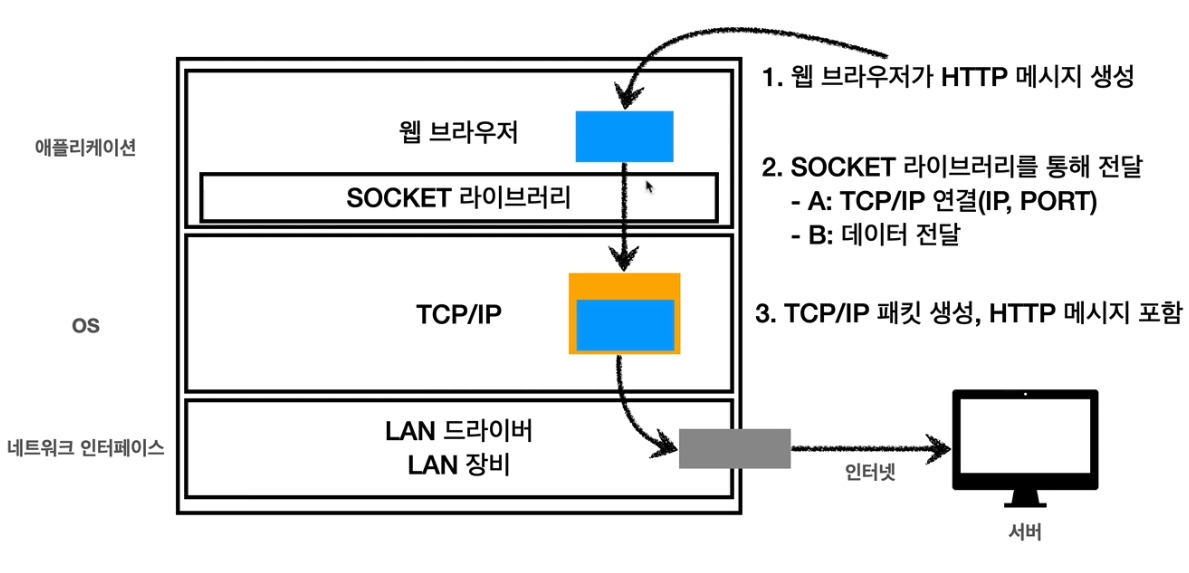 1. 웹 브라우저가 HTTP 메시지 생성
애플리케이션
웹 브라우저
SOCKET 라이브러리
2. SOCKET 라이브러리를 통해 전달
- A: TCP/IP 연결(IP, PORT)
- B: 데이터 전달
OS
TCP/IP
3. TCP/IP 패킷 생성, HTTP 메시지 포함
네트워크 인터페이스
LAN 드라이버
LAN 장비
인터넷
서버